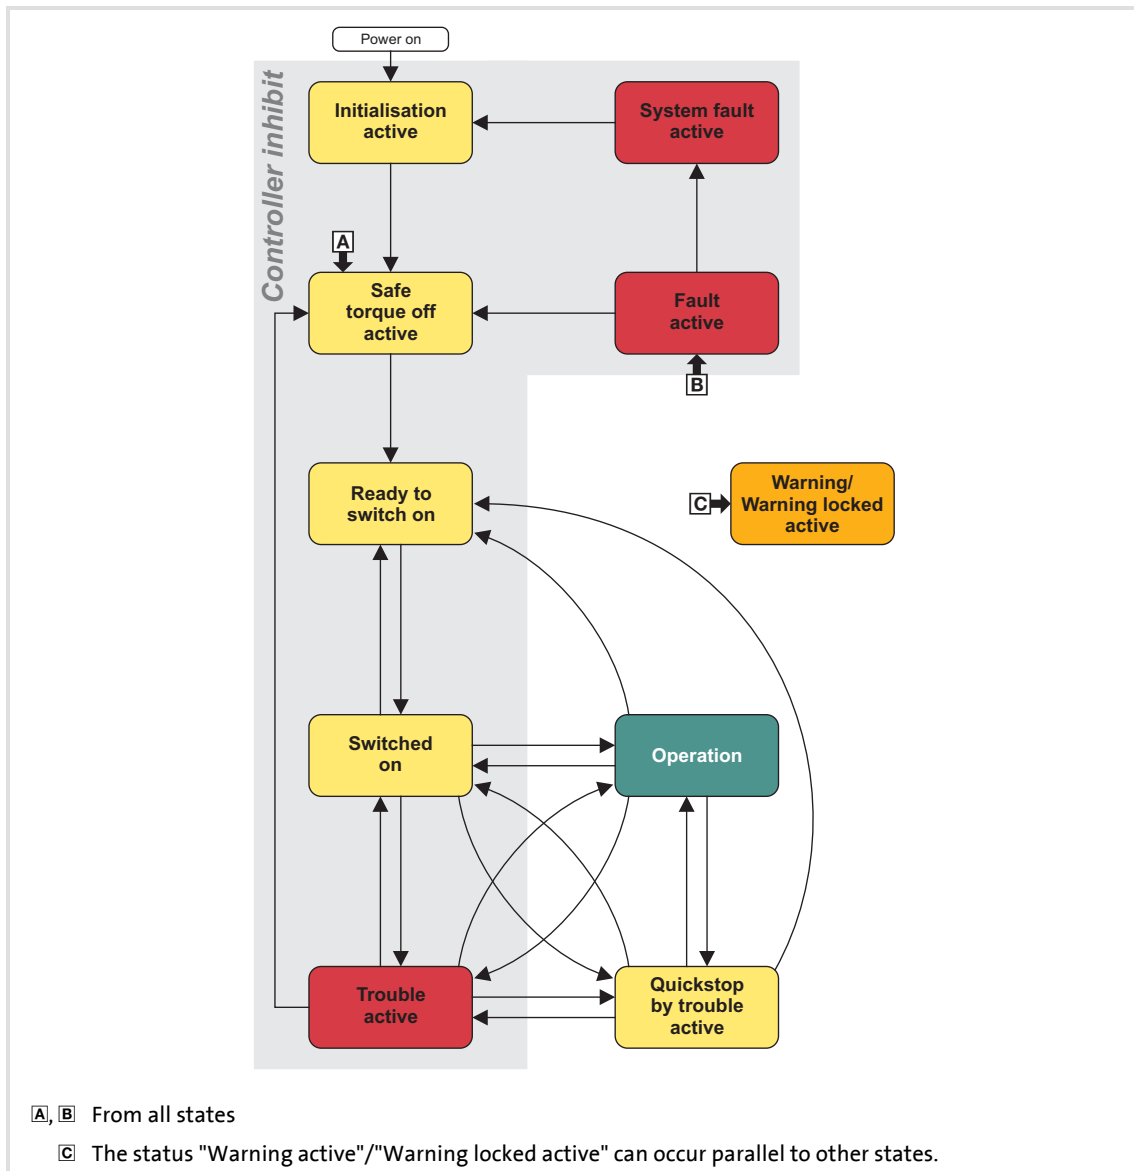 Power on
Controller inhibit
Initialisation
active
System fault
active
A
Safe
torque off
active
Fault
active
B
Ready to
switch on
C
Warning/
Warning locked
active
Switched
on
Operation
Trouble
active
Quickstop
by trouble
active
A, B From all states
C The status "Warning active"/"Warning locked active" can occur parallel to other states.